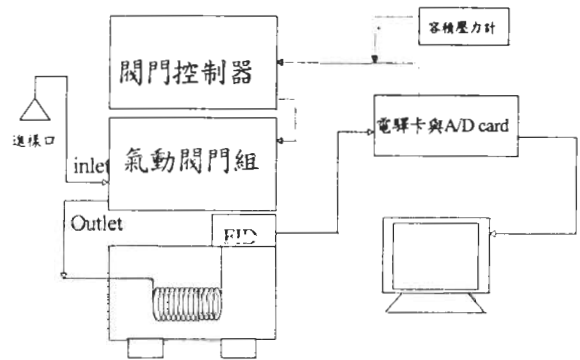 容積壓力計
閥門控制器
電驛卡與A/D card
進樣口
inlet
氣動閥門組
Outlet
FID